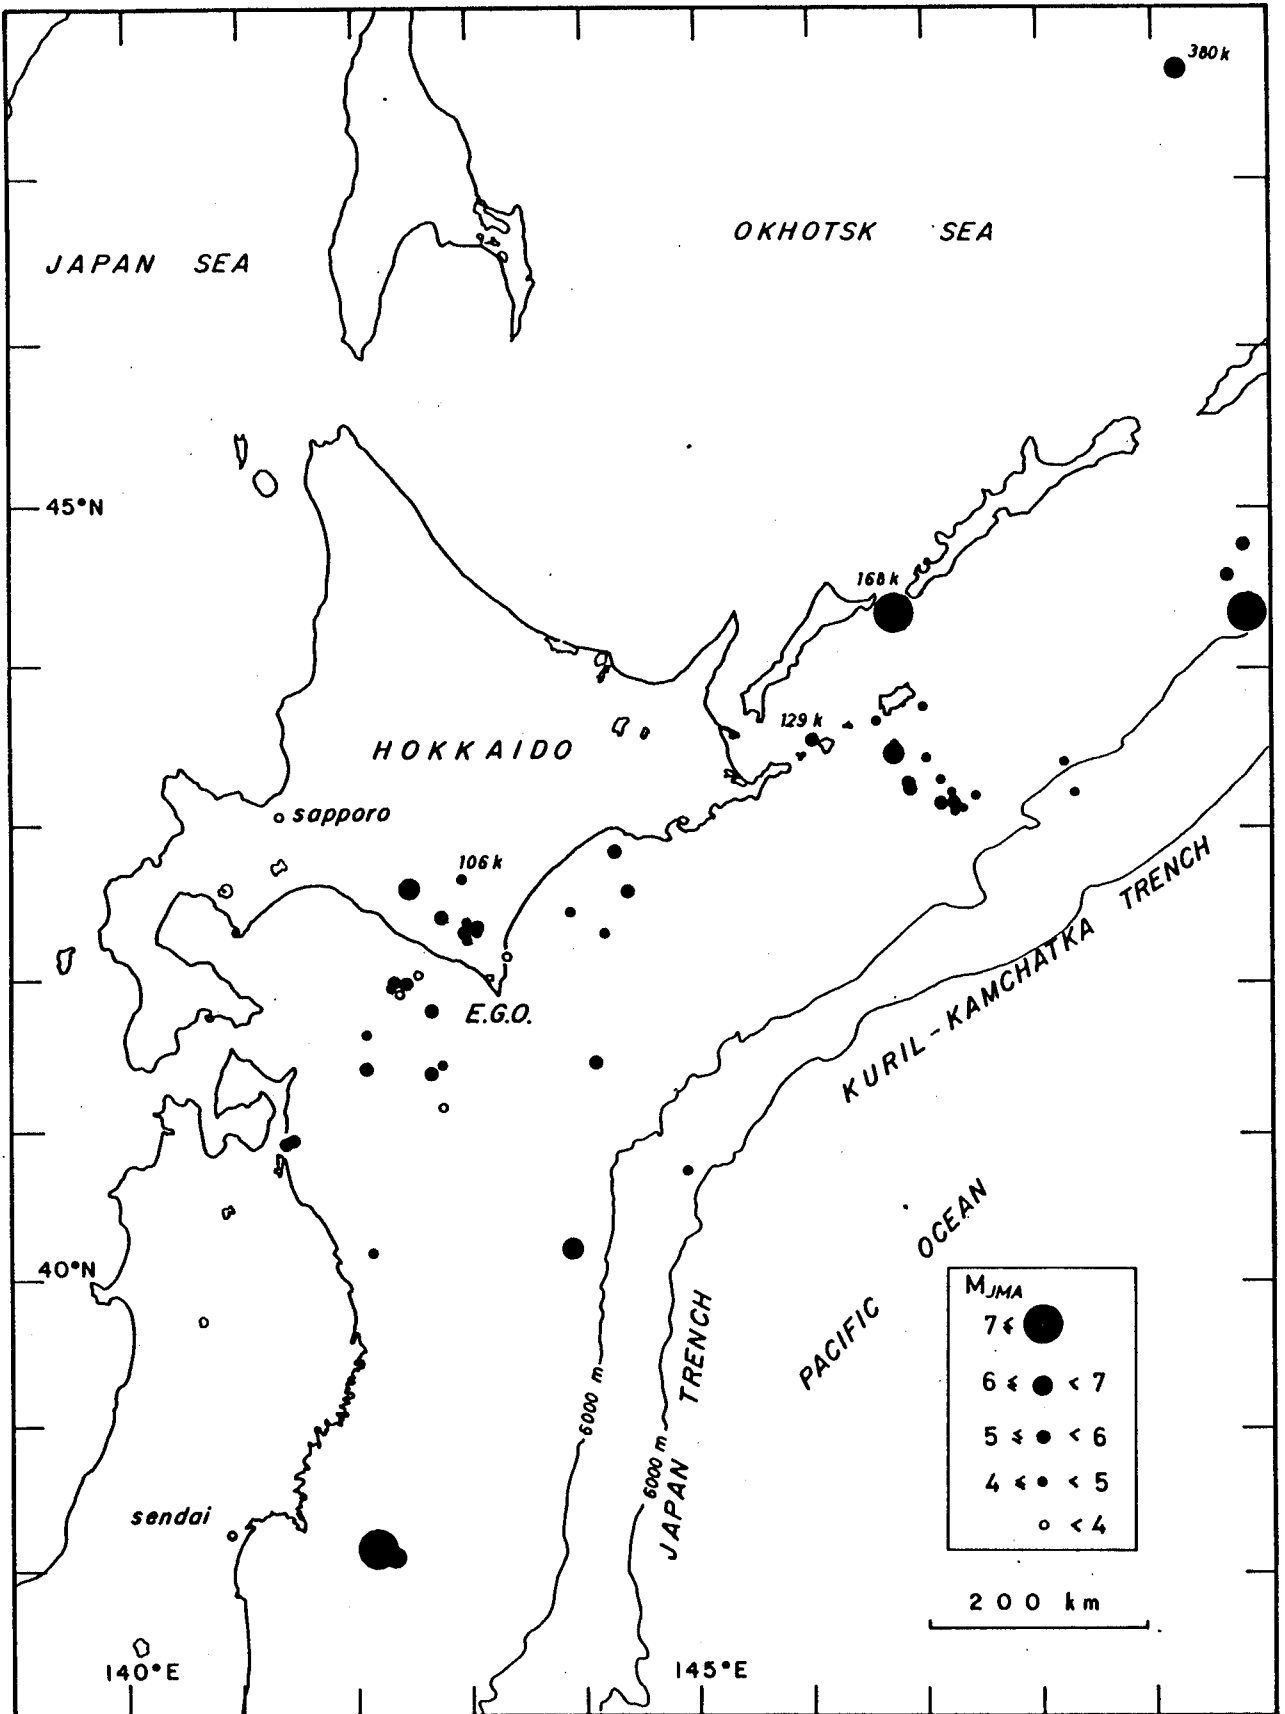 380k
OKHOTSK SEA
JAPAN SEA
45°N
168k
129k
HOKKAIDO
sapporo
106k
E.G.O.
KURIL-KAMCHATKA TRENCH
40°N
PACIFIC OCEAN
JAPAN TRENCH
6000 m
6000 m
sendai
MJMA
7≤
6≤ <7
5≤ <6
4≤ <5
<4
200 km
140°E
145°E